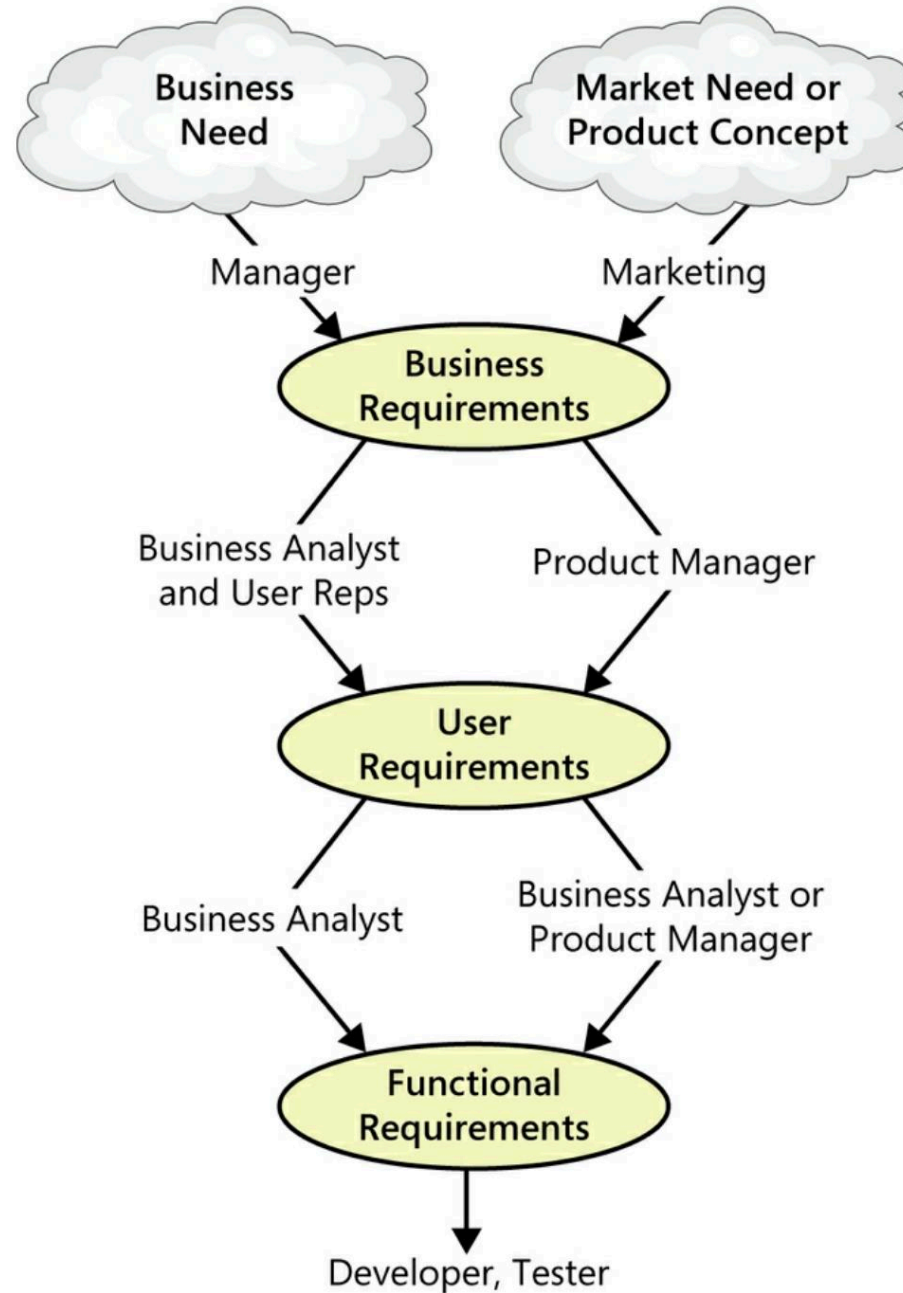 Business
Need
Market Need or
Product Concept
Manager
Marketing
Business
Requirements
Business Analyst
and User Reps
Product Manager
User
Requirements
Business Analyst
Business Analyst or
Product Manager
Functional
Requirements
Developer, Tester